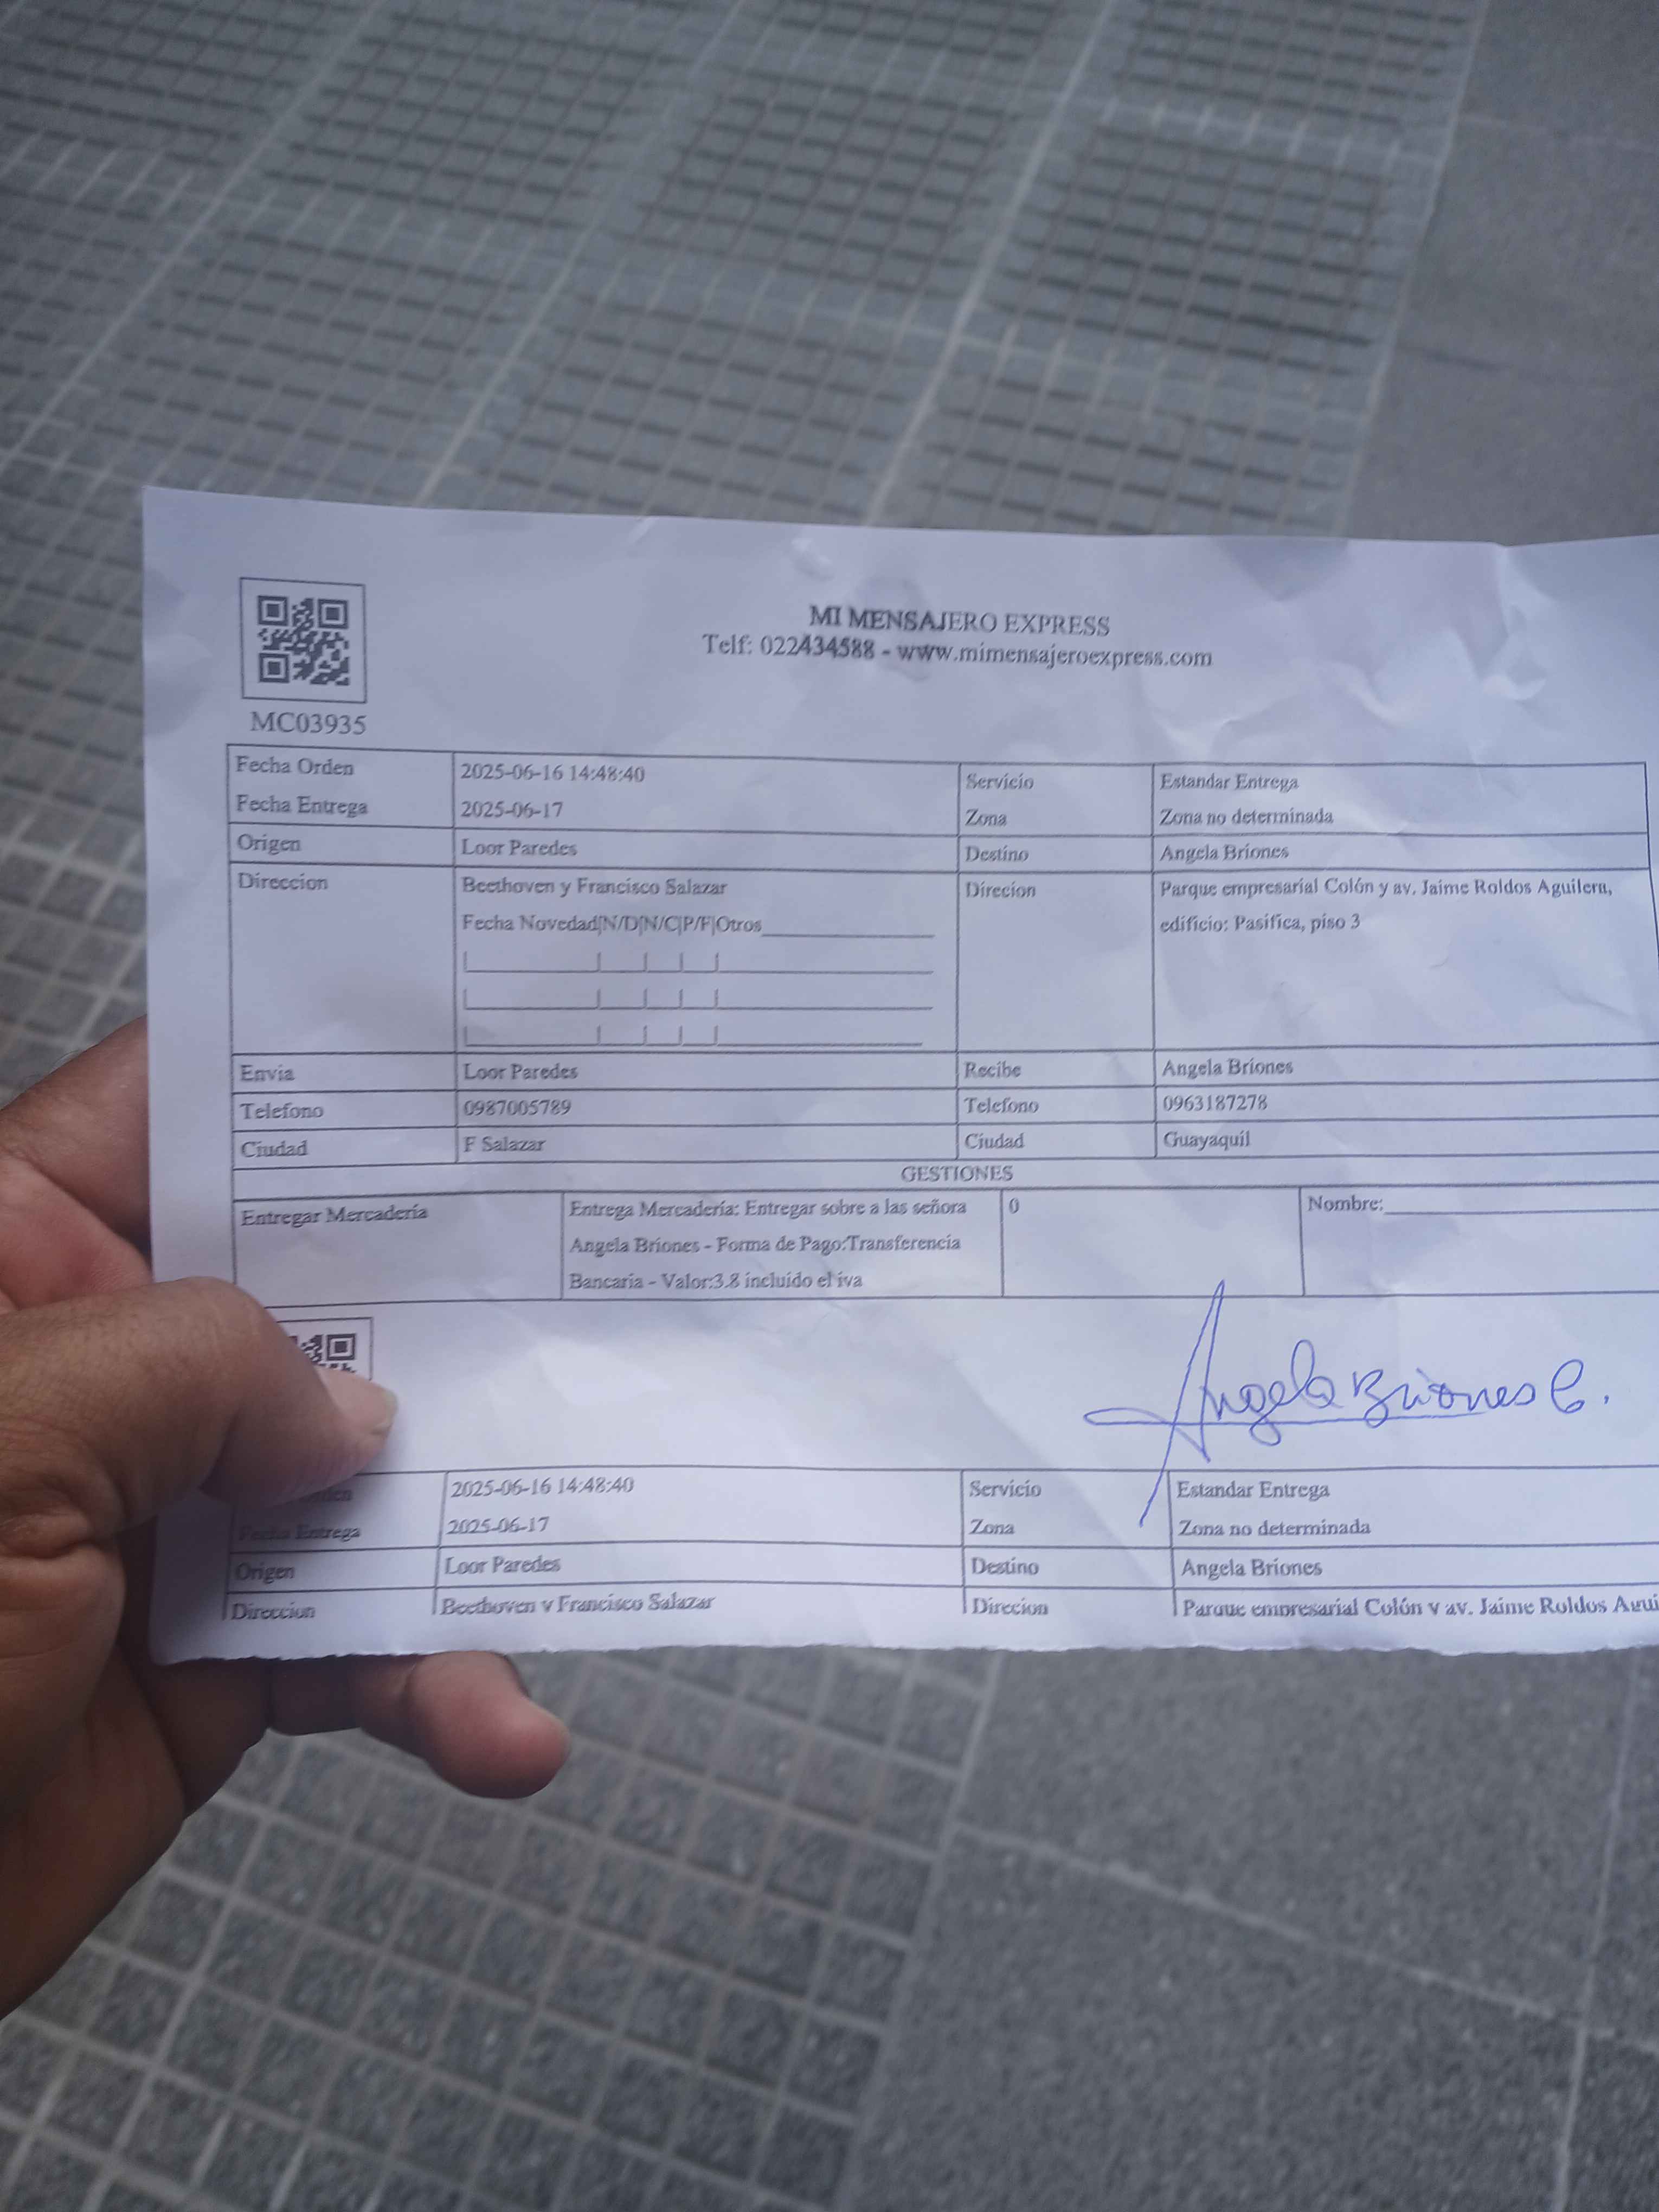 MI MENSAJERO EXPRESS
Telf: 022434588 - www.mimensajeroexpress.com
MC03935
Fecha Orden 2025-06-16 14:48:40 Servicio Estandar Entrega
Fecha Entrega 2025-06-17 Zona Zona no determinada
Origen Loor Paredes Destino Angela Briones
Direccion Beethoven y Francisco Salazar Direcion Parque empresarial Colón y av. Jaime Roldos Aguilera,
Fecha Novedad|N/D|N/C|P/F|Otros edificio: Pasifica, piso 3
Envia Loor Paredes Recibe Angela Briones
Telefono 0987005789 Telefono 0963187278
Ciudad F Salazar Ciudad Guayaquil
GESTIONES
Entregar Mercaderia Entrega Mercaderia: Entregar sobre a las señora 0 Nombre:
Angela Briones - Forma de Pago:Transferencia
Bancaria - Valor:3.8 incluido el iva
Angela Briones C.
2025-06-16 14:48:40 Servicio Estandar Entrega
Fecha Entrega 2025-06-17 Zona Zona no determinada
Origen Loor Paredes Destino Angela Briones
Direccion Beethoven y Francisco Salazar Direcion Parque empresarial Colón y av. Jaime Roldos Agui